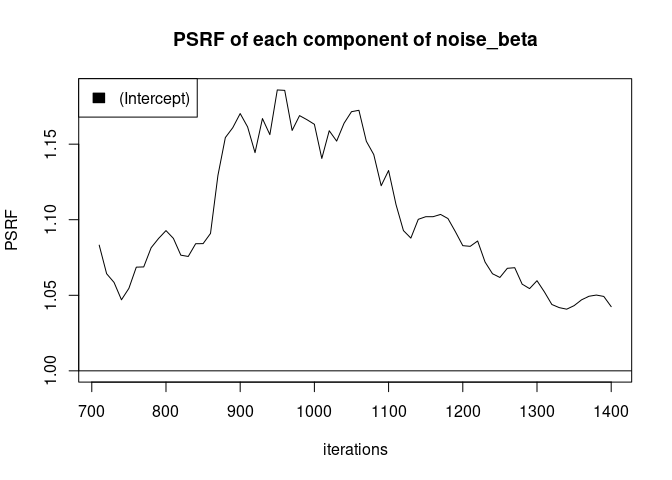 PSRF of each component of noise_beta
(Intercept)
PSRF
1.15
1.10
1.05
1.00
700 800 900 1000 1100 1200 1300 1400
iterations